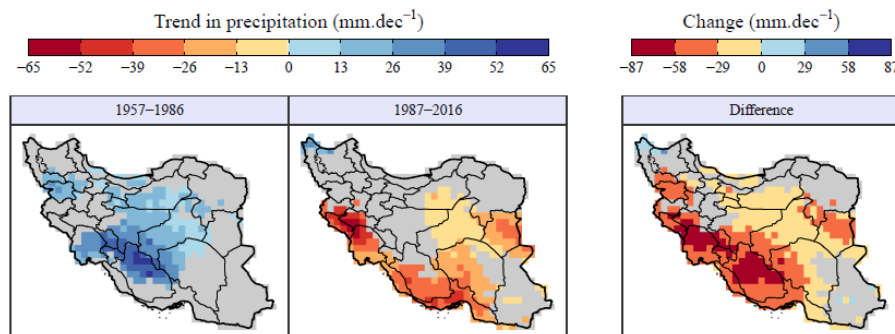 Trend in precipitation (mm.dec⁻¹)
−65 −52 −39 −26 −13 0 13 26 39 52 65
Change (mm.dec⁻¹)
−87 −58 −29 0 29 58 87
1957–1986
1987–2016
Difference